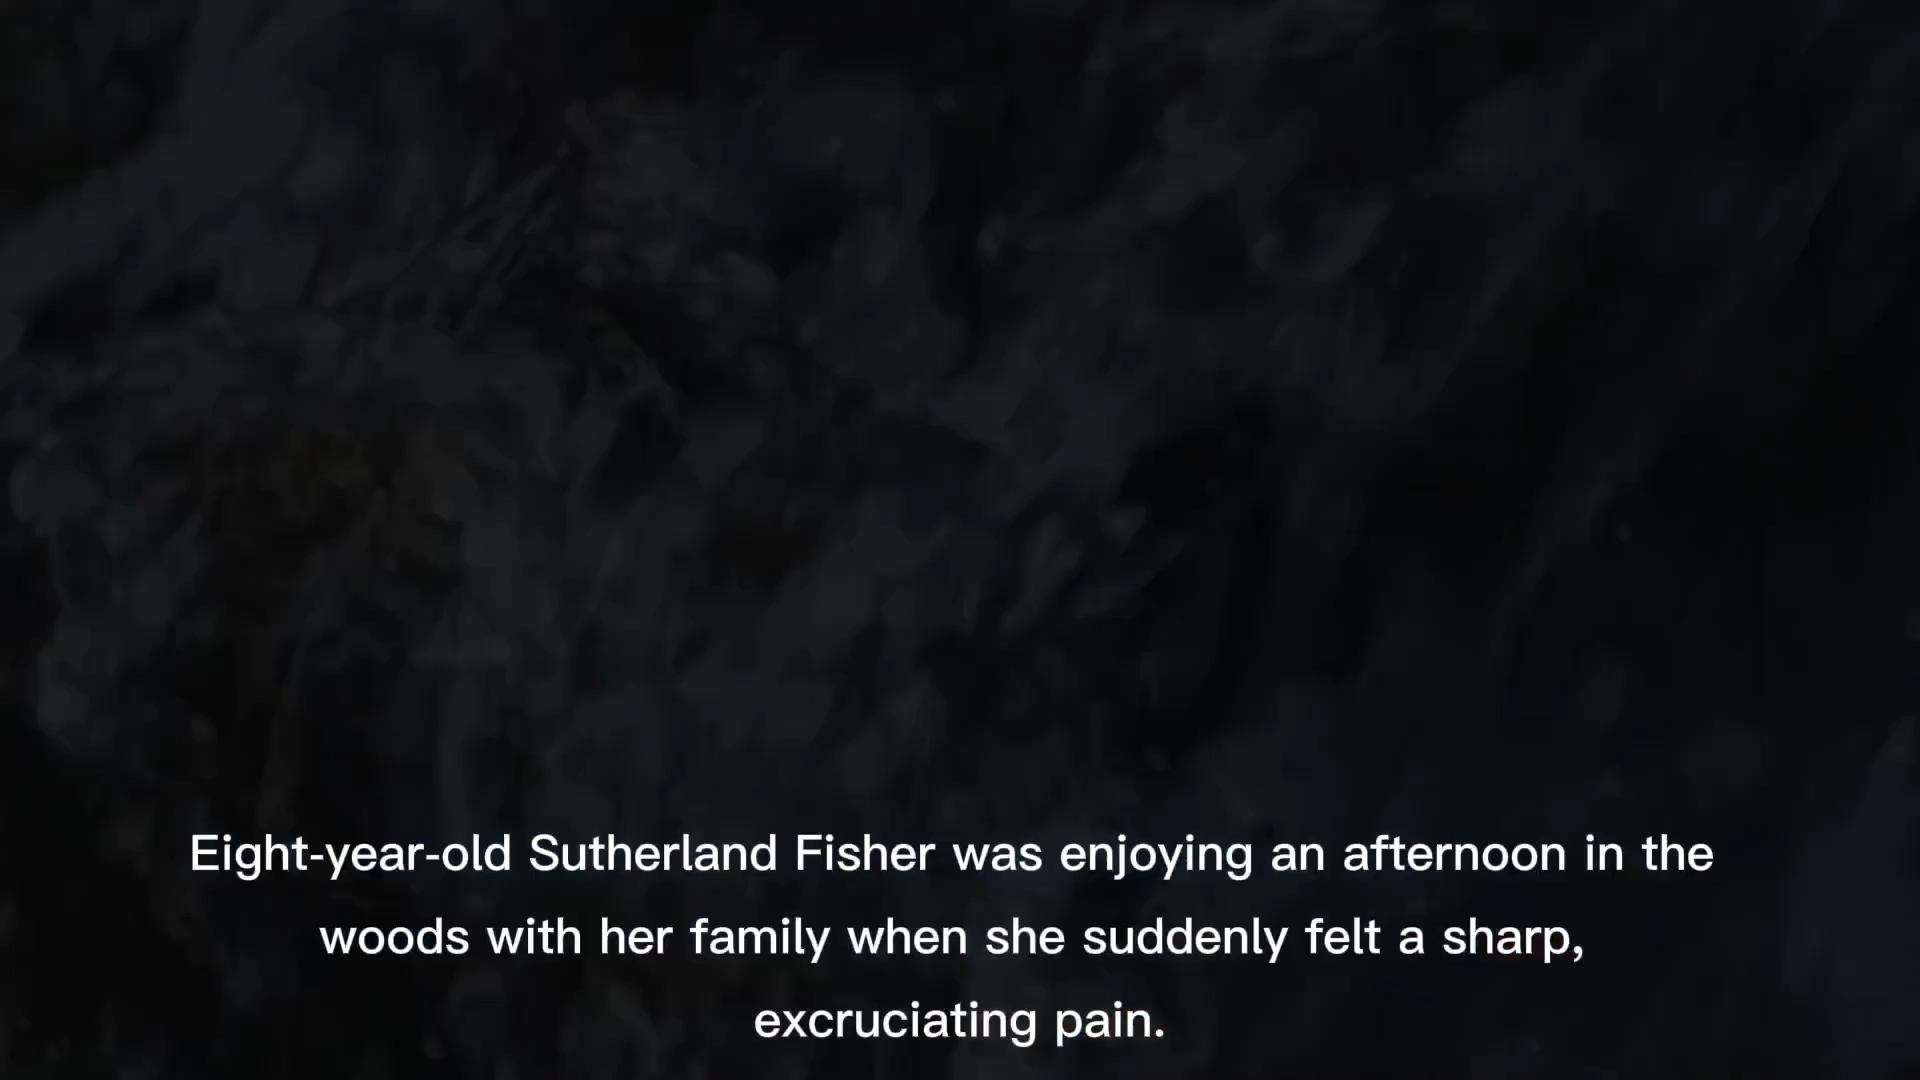 Eight-year-old Sutherland Fisher was enjoying an afternoon in the
woods with her family when she suddenly felt a sharp,
excruciating pain.